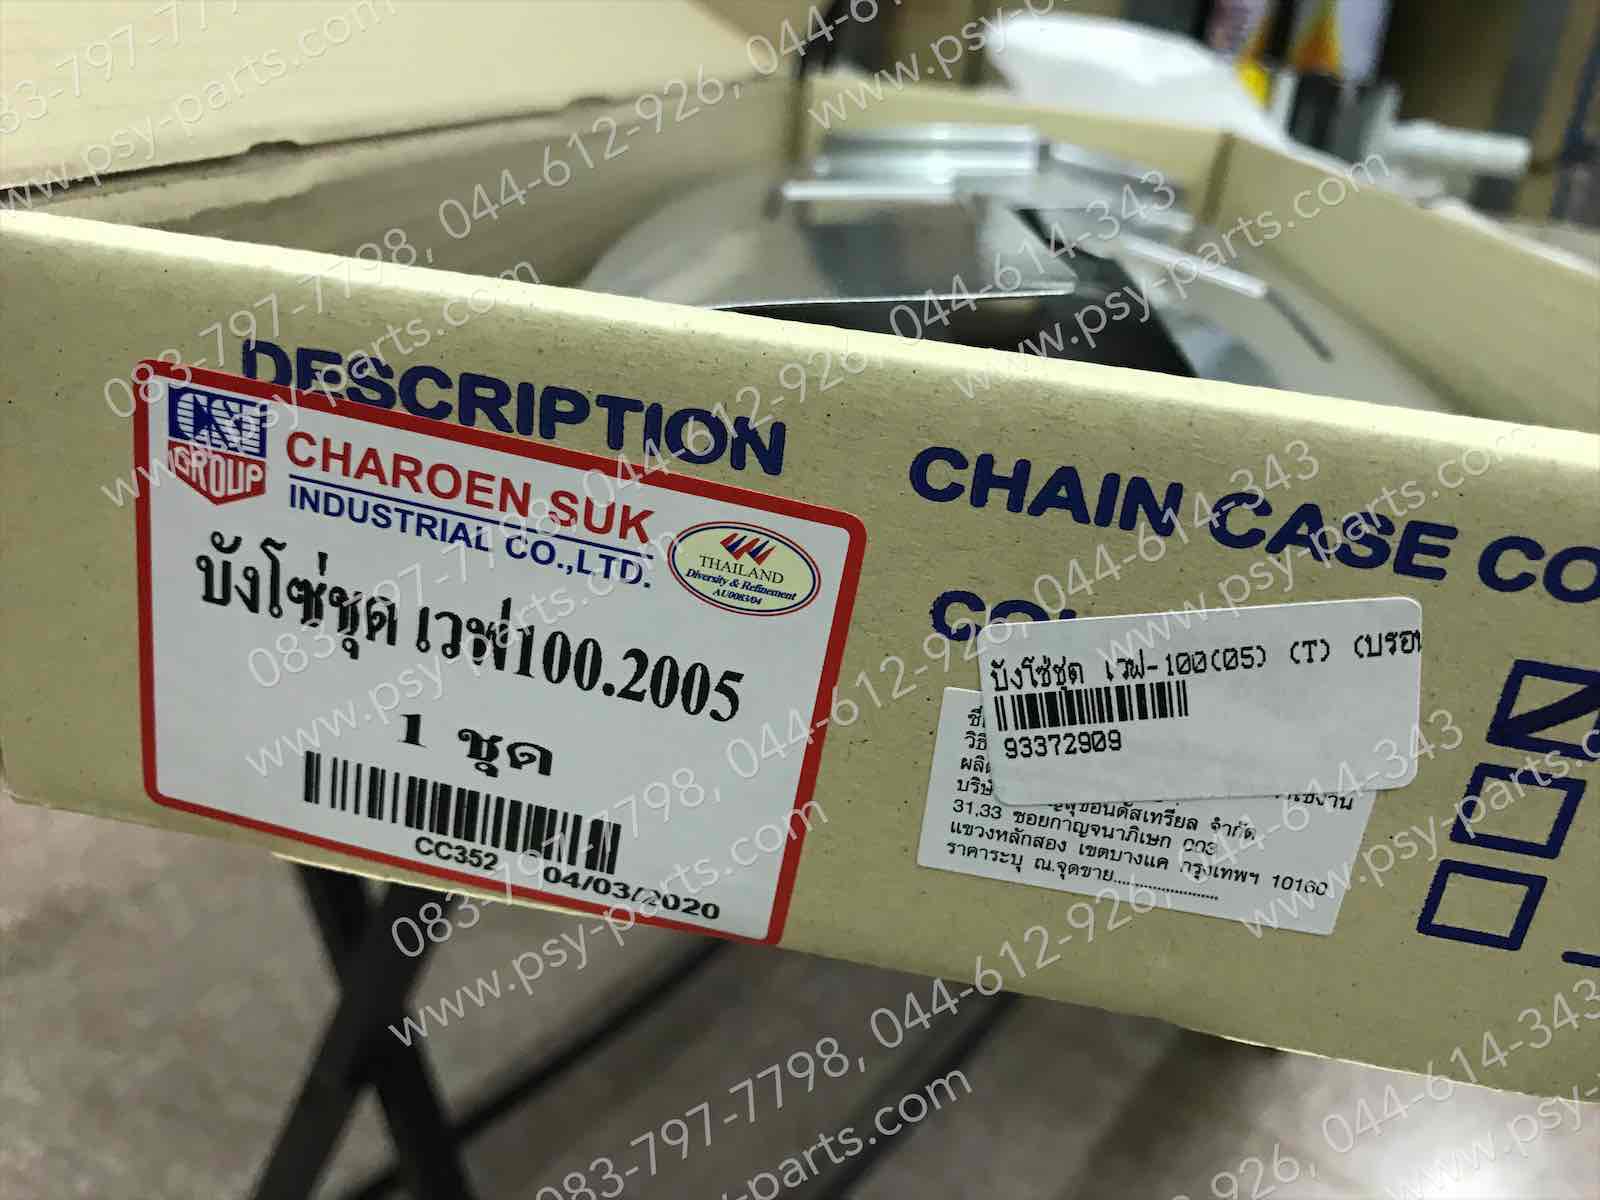 DESCRIPTION CHAIN CASE
CSI
GROUP
CHAROEN SUK
INDUSTRIAL CO.,LTD.
THAILAND
Diversity & Refinement
AU0083/04
บังโซ่ชุด เวฟ100.2005
1 ชุด
CC352 04/03/2020
บังโซ่ชุด เวฟ-100(05) (T)
93372909
31,33 ซอยกาญจนาภิเษก 003
แขวงหลักสอง เขตบางแค กรุงเทพฯ 10160
ราคาระบุ ณ.จุดขาย
083-797-7798, 044-612-926, 044-614-343
www.psy-parts.com